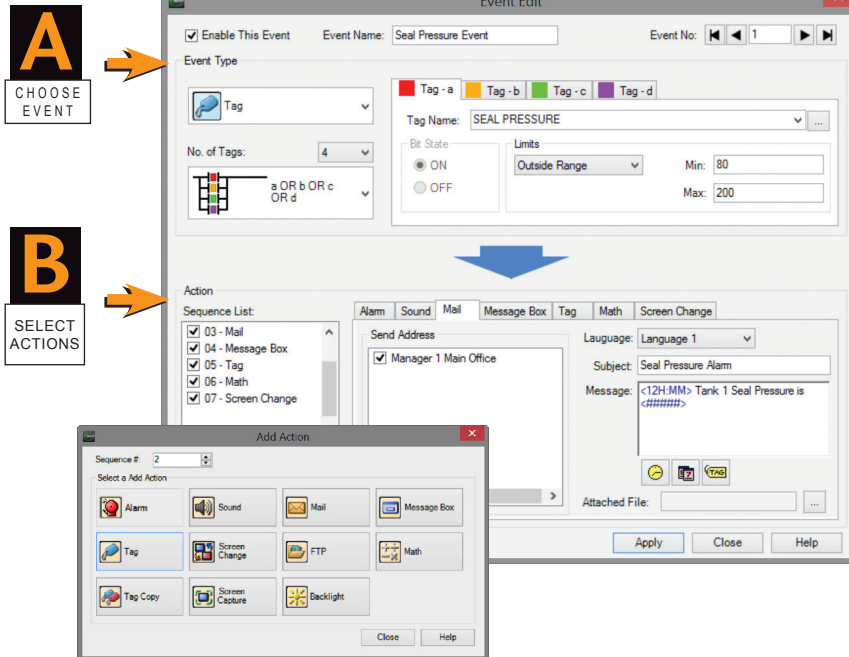 A
CHOOSE
EVENT
Event Edit
Enable This Event
Event Name: Seal Pressure Event
Event No: 1
Event Type
Tag
No. of Tags: 4
a OR b OR c
OR d
Tag - a
Tag - b
Tag - c
Tag - d
Tag Name: SEAL PRESSURE
...
Bit State
ON
OFF
Limits
Outside Range
Min: 80
Max: 200
B
SELECT
ACTIONS
Action
Sequence List:
03 - Mail
04 - Message Box
05 - Tag
06 - Math
07 - Screen Change
Alarm
Sound
Mail
Message Box
Tag
Math
Screen Change
Send Address
Manager 1 Main Office
Lauguage: Language 1
Subject: Seal Pressure Alarm
Message: <12H:MM> Tank 1 Seal Pressure is
<#####>
TAG
Attached File:
...
Apply
Close
Help
Add Action
Sequence #: 2
Select a Add Action
Alarm
Sound
Mail
Message Box
Tag
Screen
Change
FTP
Math
Tag Copy
Screen
Capture
Backlight
Close
Help